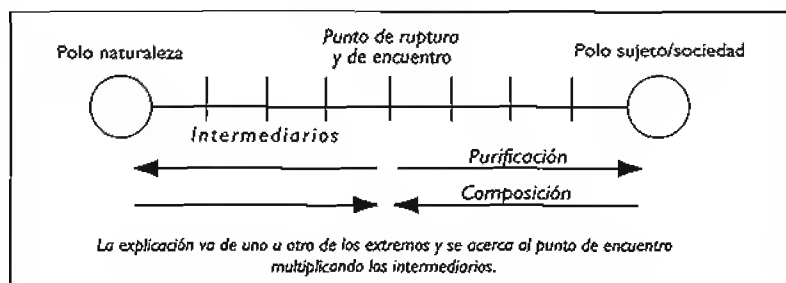 Punto de ruptura
Polo naturaleza
y de encuentro
Polo sujeto/sociedad
Intermediarios
Purificación
Composición
La explicación va de uno u otro de los extremos y se acerca al punto de encuentro
multiplicando los intermediarios.